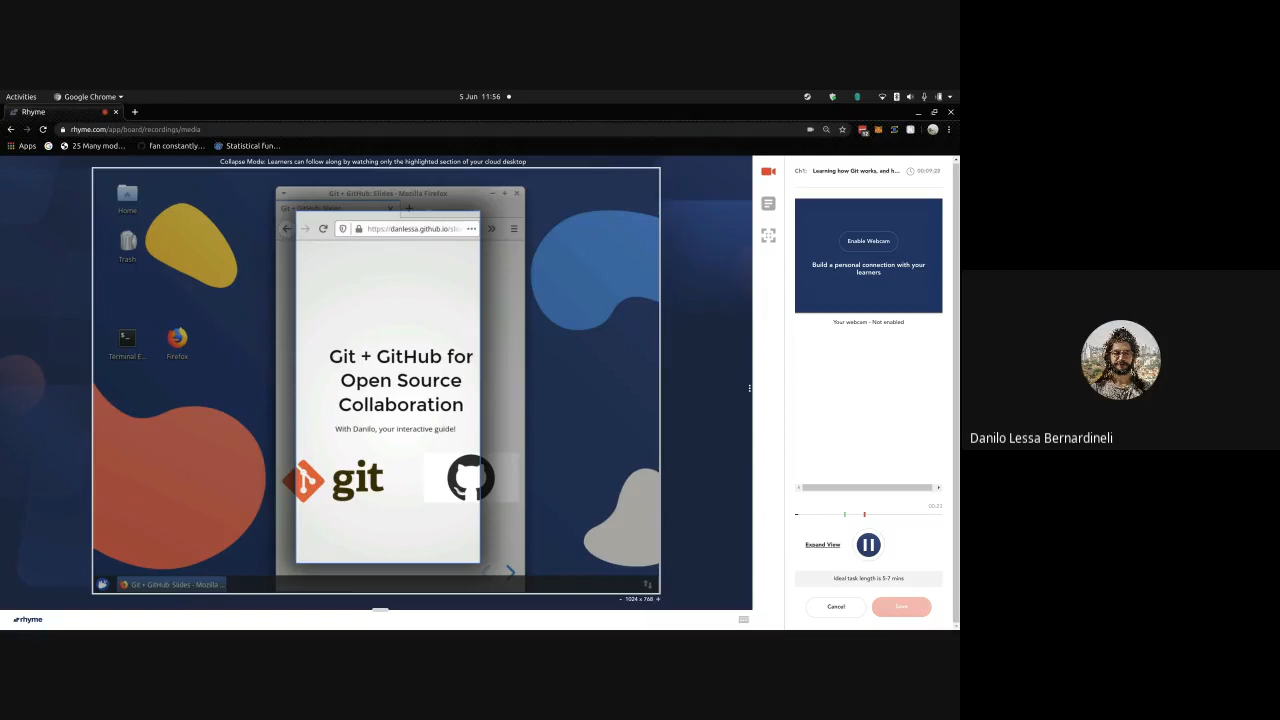 Activities
Google Chrome
5 Jun 11:56
Rhyme
rhyme.com/app/board/recordings/media
Apps
25 Many mod...
fan constantly...
Statistical fun...
Collapse Mode: Learners can follow along by watching only the highlighted section of your cloud desktop
Home
Trash
Terminal E...
Firefox
Git + GitHub: Slides - Mozilla Firefox
Git + GitHub: Slides
https://danlessa.github.io/sli
Git + GitHub for
Open Source
Collaboration
With Danilo, your interactive guide!
git
Git + GitHub: Slides - Mozilla ...
- 1024 x 768 +
rhyme
Ch1: Learning how Git works, and h... 00:09:28
Enable Webcam
Build a personal connection with your
learners
Your webcam - Not enabled
00:23
Expand View
Ideal task length is 5-7 mins
Cancel
Save
Danilo Lessa Bernardineli